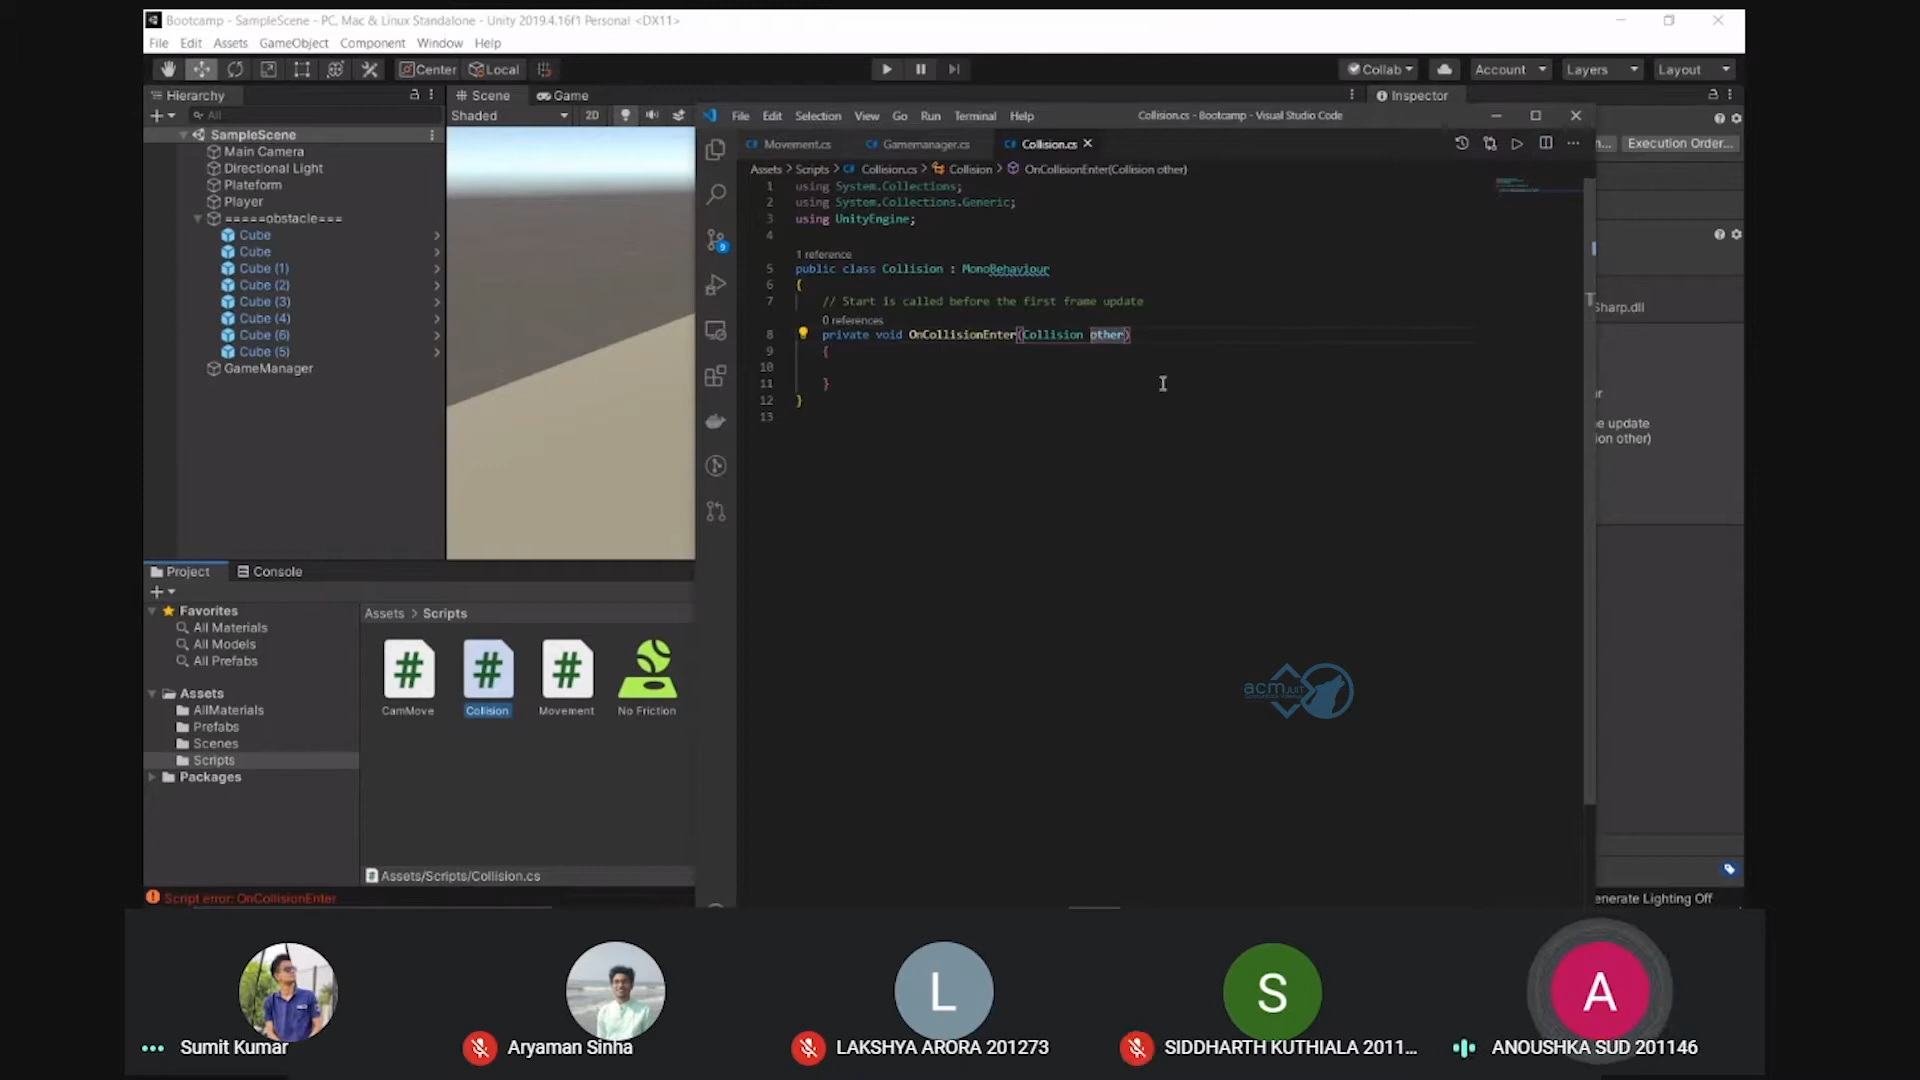 Bootcamp - SampleScene - PC, Mac & Linux Standalone - Unity 2019.4.16f1 Personal <DX11>
File Edit Assets GameObject Component Window Help
Center Local Collab Account Layers Layout
Hierarchy Scene Game Inspector
All Shaded 2D
File Edit Selection View Go Run Terminal Help Collision.cs - Bootcamp - Visual Studio Code
Movement.cs Gamemanager.cs Collision.cs
n... Execution Order...
Assets > Scripts > Collision.cs > Collision > OnCollisionEnter(Collision other)
SampleScene
Main Camera
Directional Light
Plateform
Player
=====obstacle===
Cube
Cube
Cube (1)
Cube (2)
Cube (3)
Cube (4)
Cube (6)
Cube (5)
GameManager
1 using System.Collections;
2 using System.Collections.Generic;
3 using UnityEngine;
4
1 reference
5 public class Collision : MonoBehaviour
6 {
7 // Start is called before the first frame update
0 references
8 private void OnCollisionEnter(Collision other)
9 {
10
11 }
12 }
13
9
Sharp.dll
ur
e update
ion other)
Project Console
Favorites
All Materials
All Models
All Prefabs
Assets
AllMaterials
Prefabs
Scenes
Scripts
Packages
Assets > Scripts
CamMove Collision Movement No Friction
Assets/Scripts/Collision.cs
Script error: OnCollisionEnter
enerate Lighting Off
acm JUIT
L S A
Sumit Kumar
Aryaman Sinha
LAKSHYA ARORA 201273
SIDDHARTH KUTHIALA 2011...
ANOUSHKA SUD 201146